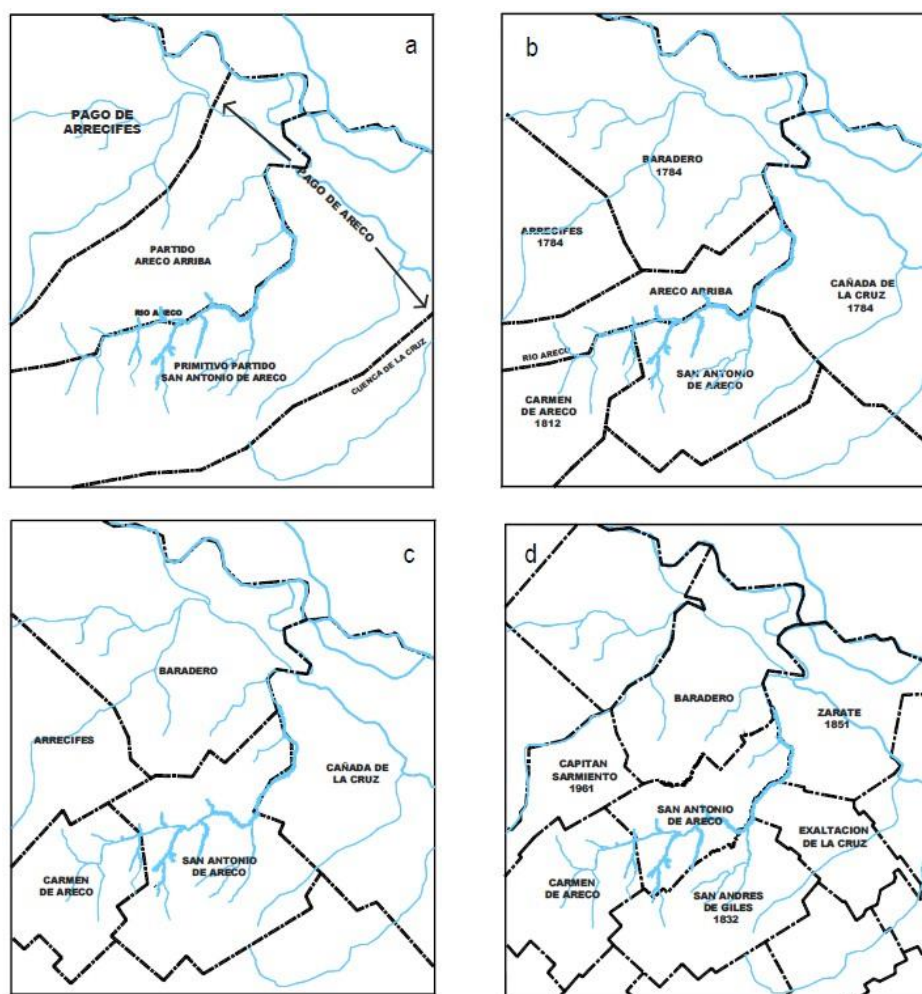 a
PAGO DE
ARRECIFES
PAGO DE ARECO
PARTIDO
ARECO ARRIBA
RIO ARECO
PRIMITIVO PARTIDO
SAN ANTONIO DE ARECO
CUENCA DE LA CRUZ
b
BARADERO
1784
ARRECIFES
1784
ARECO ARRIBA
CAÑADA DE
LA CRUZ
1784
RIO ARECO
SAN ANTONIO
DE ARECO
CARMEN
DE ARECO
1812
c
BARADERO
ARRECIFES
CAÑADA DE
LA CRUZ
SAN ANTONIO
DE ARECO
CARMEN
DE ARECO
d
BARADERO
ZARATE
1851
CAPITAN
SARMIENTO
1961
SAN ANTONIO
DE ARECO
EXALTACION
DE LA CRUZ
CARMEN
DE ARECO
SAN ANDRES
DE GILES
1832